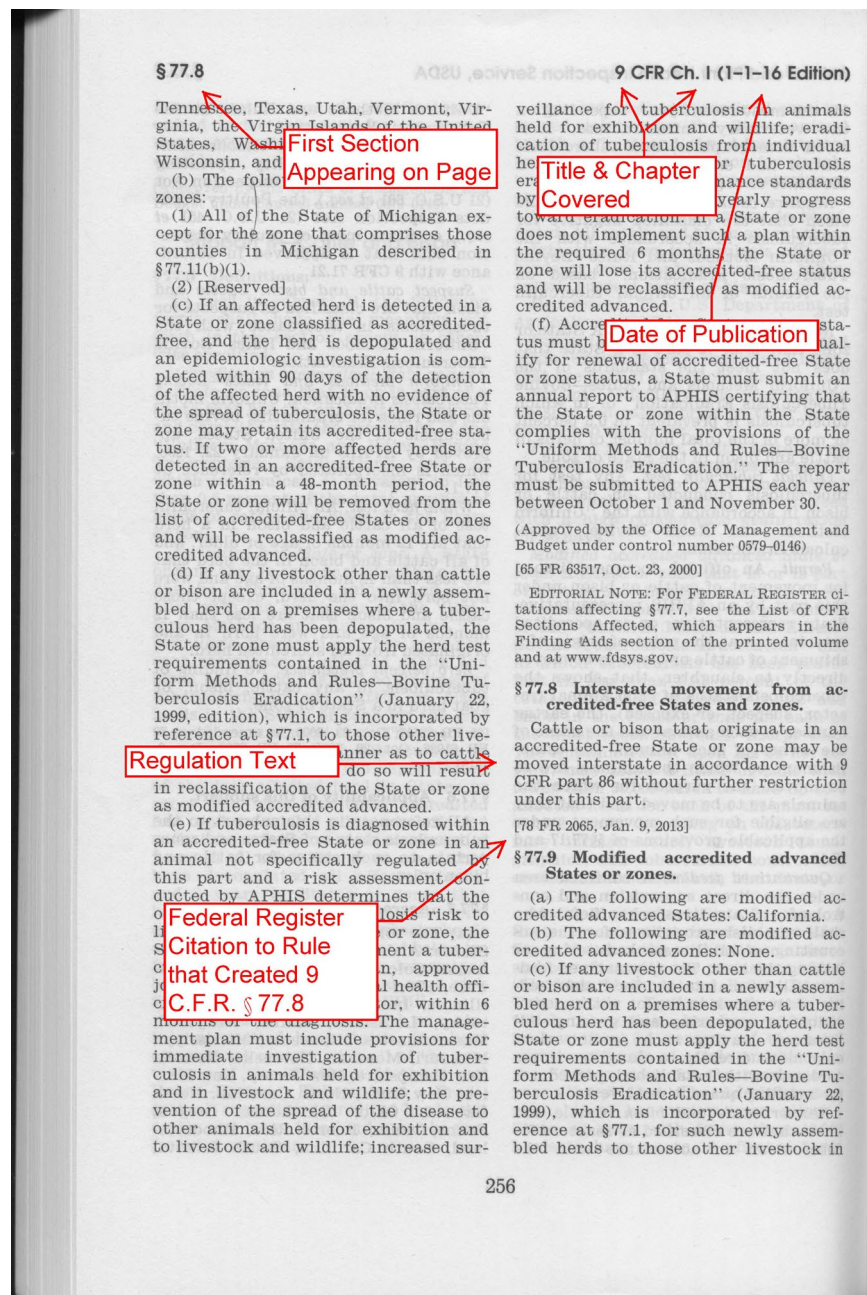 § 77.8
9 CFR Ch. I (1–1–16 Edition)
Tennessee, Texas, Utah, Vermont, Vir-
ginia, the Virgin Islands of the United
States, Washi
Wisconsin, and
(b) The follo
zones:
(1) All of the State of Michigan ex-
cept for the zone that comprises those
counties in Michigan described in
§ 77.11(b)(1).
(2) [Reserved]
(c) If an affected herd is detected in a
State or zone classified as accredited-
free, and the herd is depopulated and
an epidemiologic investigation is com-
pleted within 90 days of the detection
of the affected herd with no evidence of
the spread of tuberculosis, the State or
zone may retain its accredited-free sta-
tus. If two or more affected herds are
detected in an accredited-free State or
zone within a 48-month period, the
State or zone will be removed from the
list of accredited-free States or zones
and will be reclassified as modified ac-
credited advanced.
(d) If any livestock other than cattle
or bison are included in a newly assem-
bled herd on a premises where a tuber-
culous herd has been depopulated, the
State or zone must apply the herd test
requirements contained in the “Uni-
form Methods and Rules—Bovine Tu-
berculosis Eradication” (January 22,
1999, edition), which is incorporated by
reference at § 77.1, to those other live-
anner as to cattle
do so will result
in reclassification of the State or zone
as modified accredited advanced.
(e) If tuberculosis is diagnosed within
an accredited-free State or zone in an
animal not specifically regulated by
this part and a risk assessment con-
ducted by APHIS determines that the
losis risk to
or zone, the
ment a tuber-
n, approved
l health offi-
or, within 6
months of the diagnosis. The manage-
ment plan must include provisions for
immediate investigation of tuber-
culosis in animals held for exhibition
and in livestock and wildlife; the pre-
vention of the spread of the disease to
other animals held for exhibition and
to livestock and wildlife; increased sur-
veillance for tuberculosis in animals
held for exhibition and wildlife; eradi-
cation of tuberculosis from individual
he or tuberculosis
era nance standards
by yearly progress
toward eradication. If a State or zone
does not implement such a plan within
the required 6 months, the State or
zone will lose its accredited-free status
and will be reclassified as modified ac-
credited advanced.
(f) Accre sta-
tus must b ual-
ify for renewal of accredited-free State
or zone status, a State must submit an
annual report to APHIS certifying that
the State or zone within the State
complies with the provisions of the
“Uniform Methods and Rules—Bovine
Tuberculosis Eradication.” The report
must be submitted to APHIS each year
between October 1 and November 30.
(Approved by the Office of Management and
Budget under control number 0579–0146)
[65 FR 63517, Oct. 23, 2000]
EDITORIAL NOTE: For FEDERAL REGISTER ci-
tations affecting § 77.7, see the List of CFR
Sections Affected, which appears in the
Finding Aids section of the printed volume
and at www.fdsys.gov.
§ 77.8 Interstate movement from ac-
credited-free States and zones.
Cattle or bison that originate in an
accredited-free State or zone may be
moved interstate in accordance with 9
CFR part 86 without further restriction
under this part.
[78 FR 2065, Jan. 9, 2013]
§ 77.9 Modified accredited advanced
States or zones.
(a) The following are modified ac-
credited advanced States: California.
(b) The following are modified ac-
credited advanced zones: None.
(c) If any livestock other than cattle
or bison are included in a newly assem-
bled herd on a premises where a tuber-
culous herd has been depopulated, the
State or zone must apply the herd test
requirements contained in the “Uni-
form Methods and Rules—Bovine Tu-
berculosis Eradication” (January 22,
1999), which is incorporated by ref-
erence at § 77.1, for such newly assem-
bled herds to those other livestock in
256
First Section
Appearing on Page
Title & Chapter
Covered
Date of Publication
Regulation Text
Federal Register
Citation to Rule
that Created 9
C.F.R. § 77.8